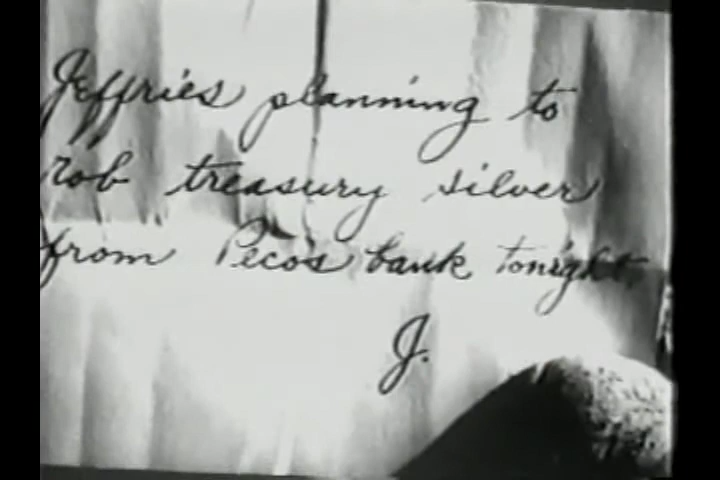 Jeffries planning to
rob treasury silver
from Pecos bank tonight.
J.